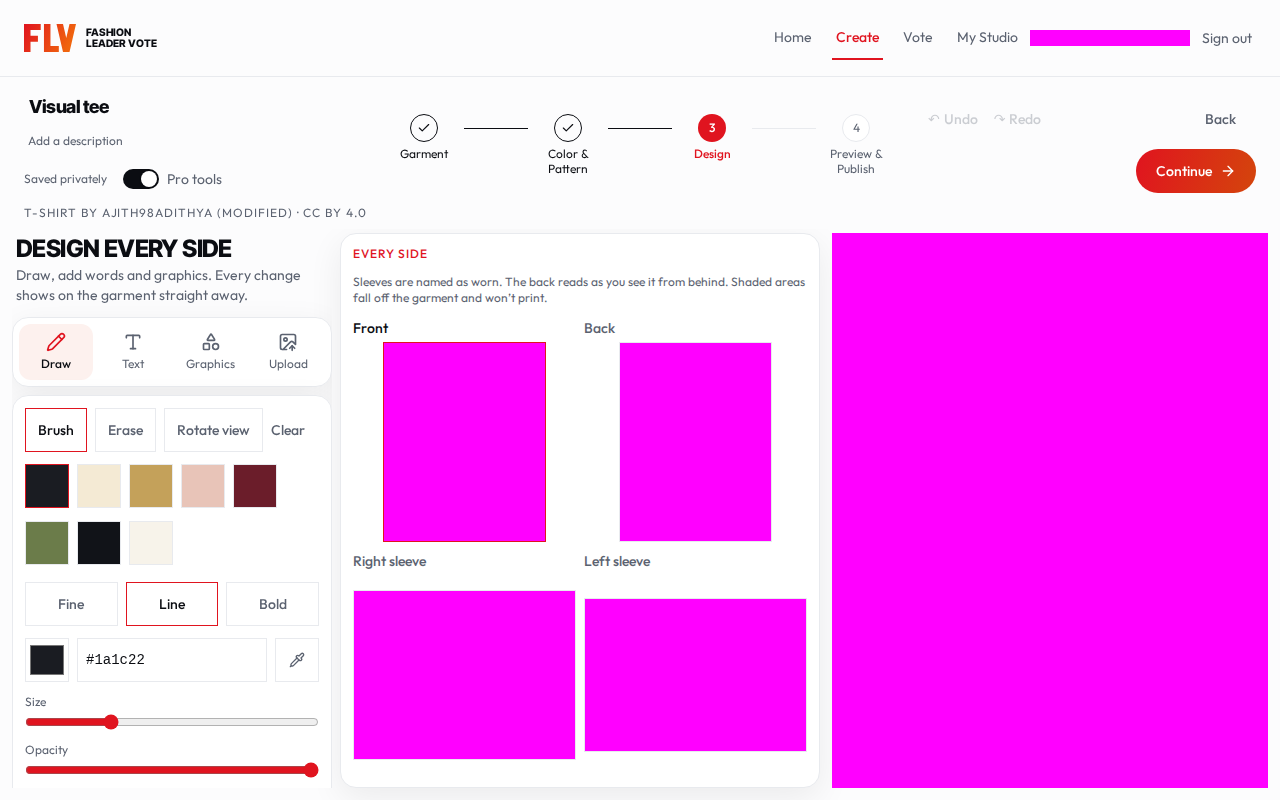 FLV
FASHION
LEADER VOTE
Home
Create
Vote
My Studio
Sign out
Visual tee
Add a description
Saved privately
Pro tools
Garment
Color &
Pattern
3
Design
4
Preview &
Publish
↶ Undo
↷ Redo
Back
Continue →
T-SHIRT BY AJITH98ADITHYA (MODIFIED) · CC BY 4.0
DESIGN EVERY SIDE
Draw, add words and graphics. Every change
shows on the garment straight away.
Draw
Text
Graphics
Upload
Brush
Erase
Rotate view
Clear
Fine
Line
Bold
#1a1c22
Size
Opacity
EVERY SIDE
Sleeves are named as worn. The back reads as you see it from behind. Shaded areas
fall off the garment and won't print.
Front
Back
Right sleeve
Left sleeve